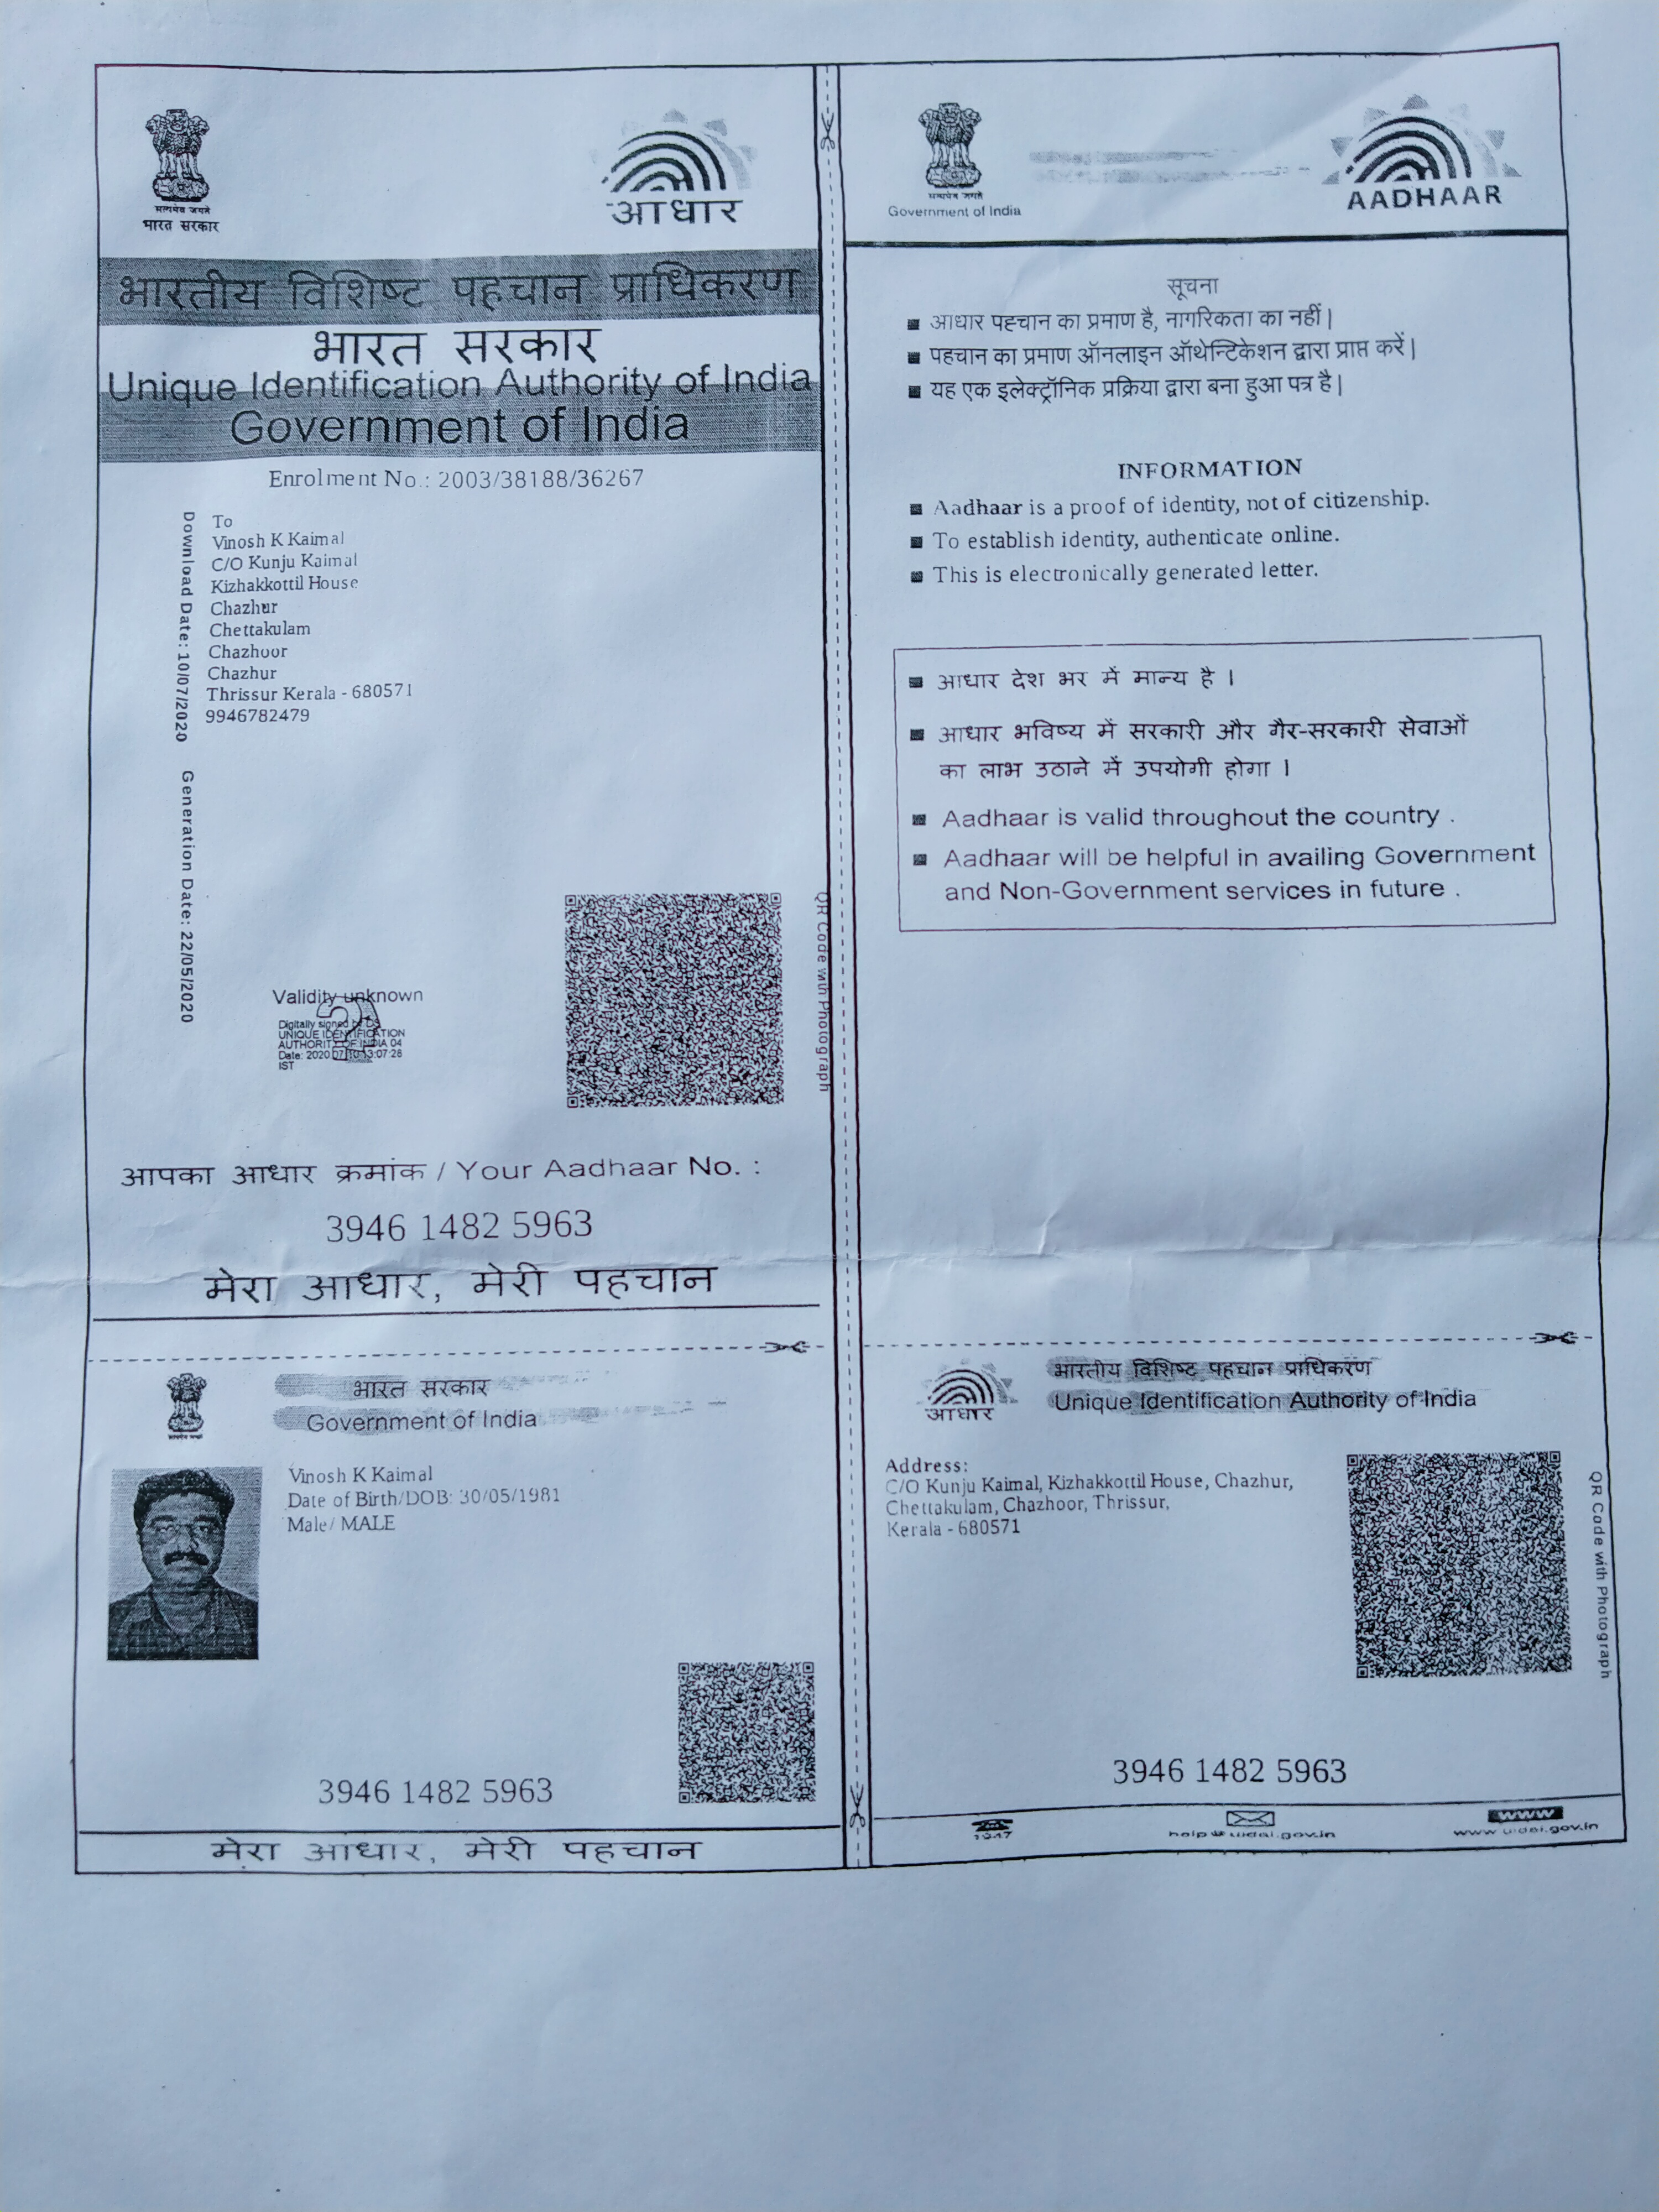 सत्यमेव जयते
भारत सरकार
आधार
भारतीय विशिष्ट पहचान प्राधिकरण
भारत सरकार
Unique Identification Authority of India
Government of India
Enrolment No.: 2003/38188/36267
Download Date: 10/07/2020 Generation Date: 22/05/2020
To
Vinosh K Kaimal
C/O Kunju Kaimal
Kizhakkottil House
Chazhur
Chettakulam
Chazhoor
Chazhur
Thrissur Kerala - 680571
9946782479
Validity unknown
Digitally signed by DS
UNIQUE IDENTIFICATION
AUTHORITY OF INDIA 04
Date: 2020.07.10 13:07:28
IST
QR Code with Photograph
आपका आधार क्रमांक / Your Aadhaar No. :
3946 1482 5963
मेरा आधार, मेरी पहचान
सत्यमेव जयते
Government of India
AADHAAR
सूचना
आधार पहचान का प्रमाण है, नागरिकता का नहीं |
पहचान का प्रमाण ऑनलाइन ऑथेन्टिकेशन द्वारा प्राप्त करें |
यह एक इलेक्ट्रॉनिक प्रक्रिया द्वारा बना हुआ पत्र है |
INFORMATION
Aadhaar is a proof of identity, not of citizenship.
To establish identity, authenticate online.
This is electronically generated letter.
आधार देश भर में मान्य है ।
आधार भविष्य में सरकारी और गैर-सरकारी सेवाओं
का लाभ उठाने में उपयोगी होगा ।
Aadhaar is valid throughout the country .
Aadhaar will be helpful in availing Government
and Non-Government services in future .
भारत सरकार
Government of India
Vinosh K Kaimal
Date of Birth/DOB: 30/05/1981
Male/ MALE
3946 1482 5963
मेरा आधार, मेरी पहचान
आधार
भारतीय विशिष्ट पहचान प्राधिकरण
Unique Identification Authority of India
Address:
C/O Kunju Kaimal, Kizhakkottil House, Chazhur,
Chettakulam, Chazhoor, Thrissur,
Kerala - 680571
QR Code with Photograph
3946 1482 5963
1947
help@uidai.gov.in
www
www.uidai.gov.in